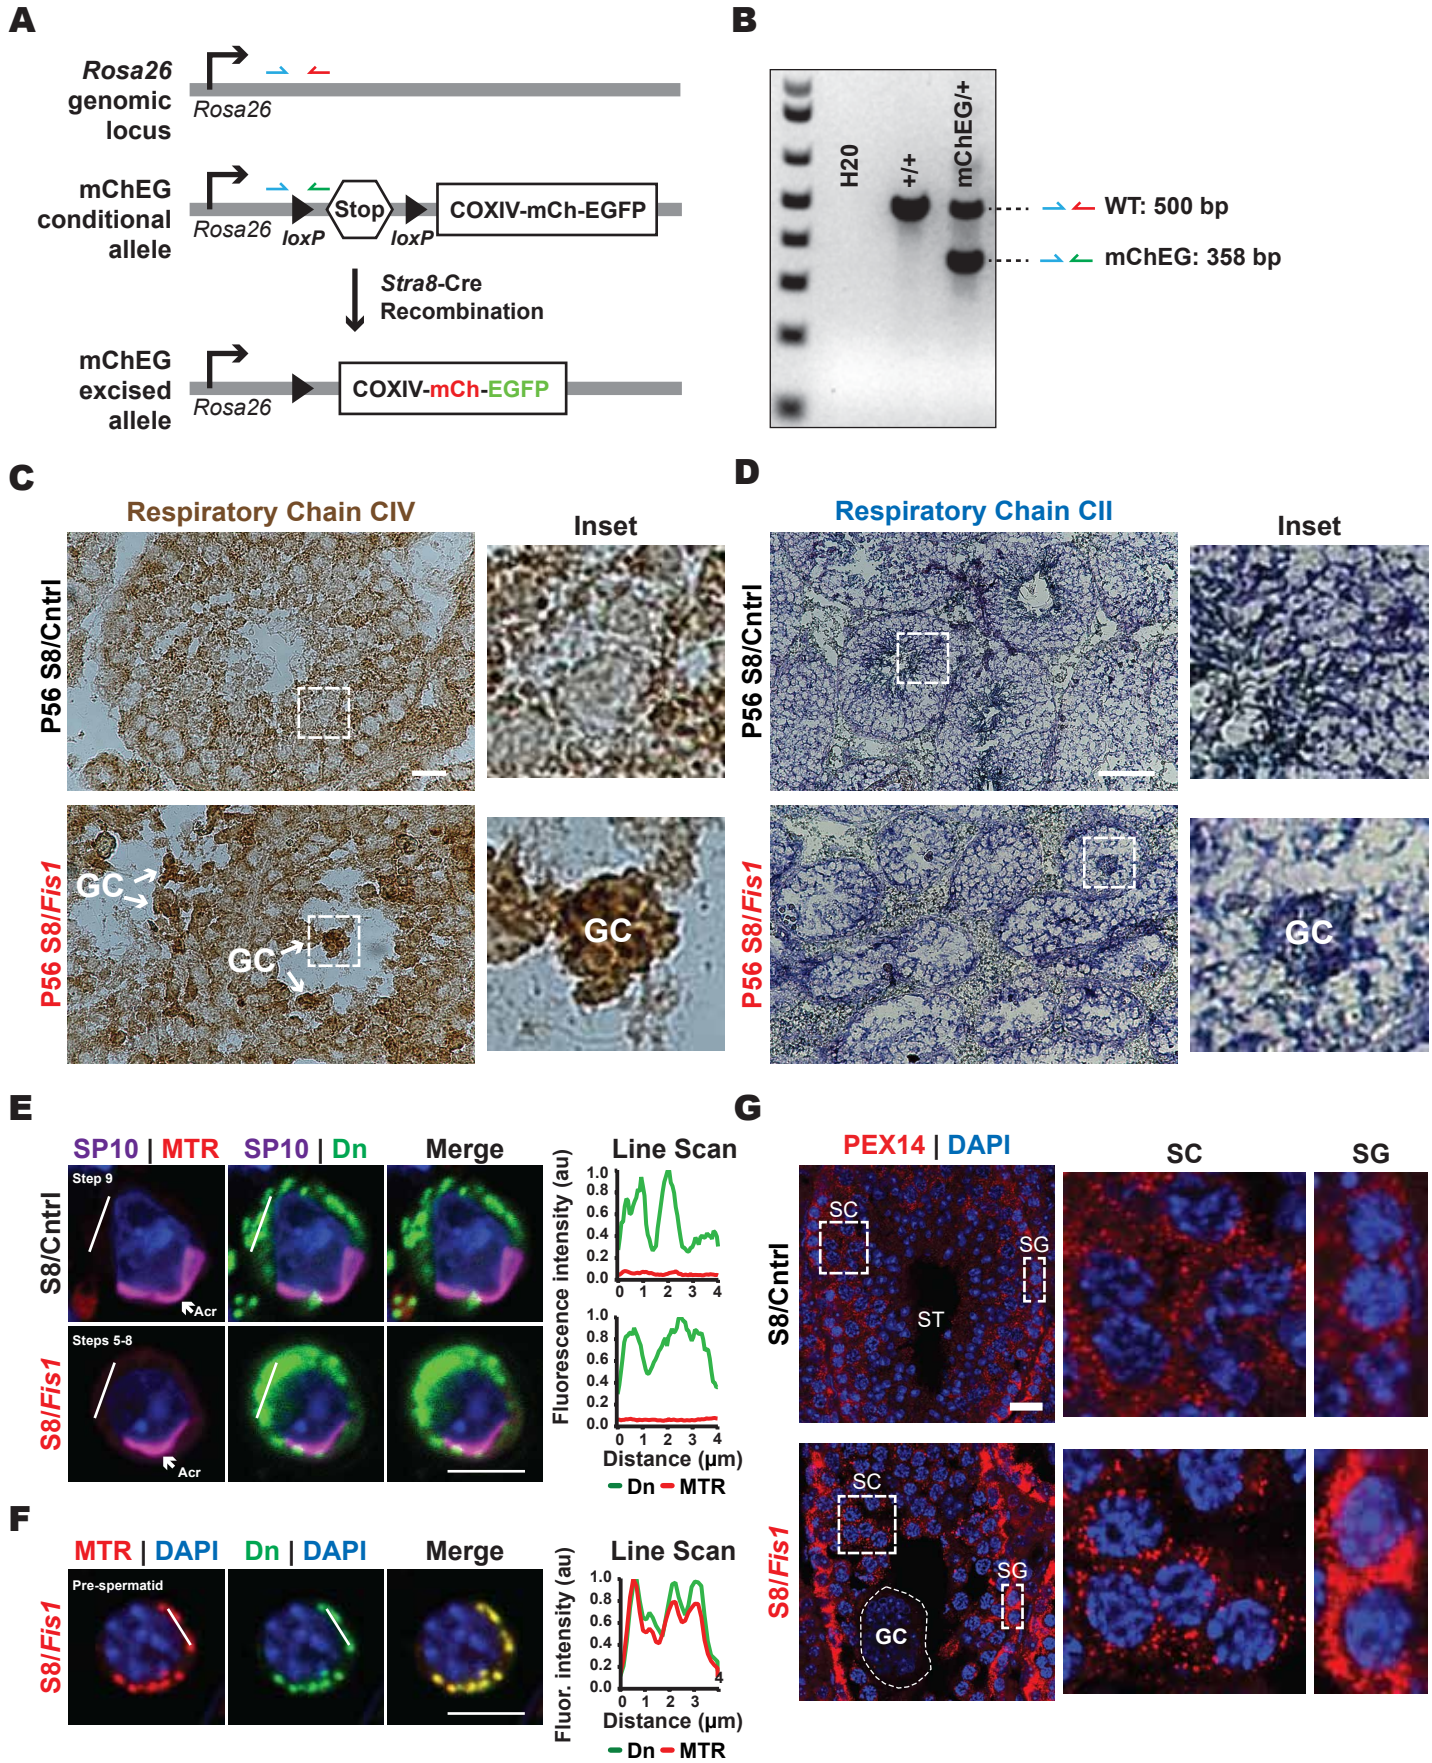 A
Rosa26
genomic
locus
Rosa26
mChEG
conditional
allele
Rosa26
loxP
Stop
loxP
COXIV-mCh-EGFP
Stra8-Cre
Recombination
mChEG
excised
allele
Rosa26
COXIV-mCh-EGFP
B
H20
+/+
mChEG/+
WT: 500 bp
mChEG: 358 bp
C
Respiratory Chain CIV
Inset
P56 S8/Cntrl
P56 S8/Fis1
GC
GC
GC
D
Respiratory Chain CII
Inset
P56 S8/Cntrl
P56 S8/Fis1
GC
E
SP10 | MTR
SP10 | Dn
Merge
Line Scan
S8/Cntrl
Step 9
Acr
S8/Fis1
Steps 5-8
Acr
Fluorescence intensity (au)
1.0
0.8
0.6
0.4
0.2
0.0
0 1 2 3 4
1.0
0.8
0.6
0.4
0.2
0.0
0 1 2 3 4
Distance (µm)
Dn MTR
F
MTR | DAPI
Dn | DAPI
Merge
Line Scan
S8/Fis1
Pre-spermatid
Fluor. intensity (au)
1.0
0.8
0.6
0.4
0.2
0.0
0 1 2 3 4
Distance (µm)
Dn MTR
G
PEX14 | DAPI
SC
SG
S8/Cntrl
SC
SG
ST
S8/Fis1
SC
SG
GC